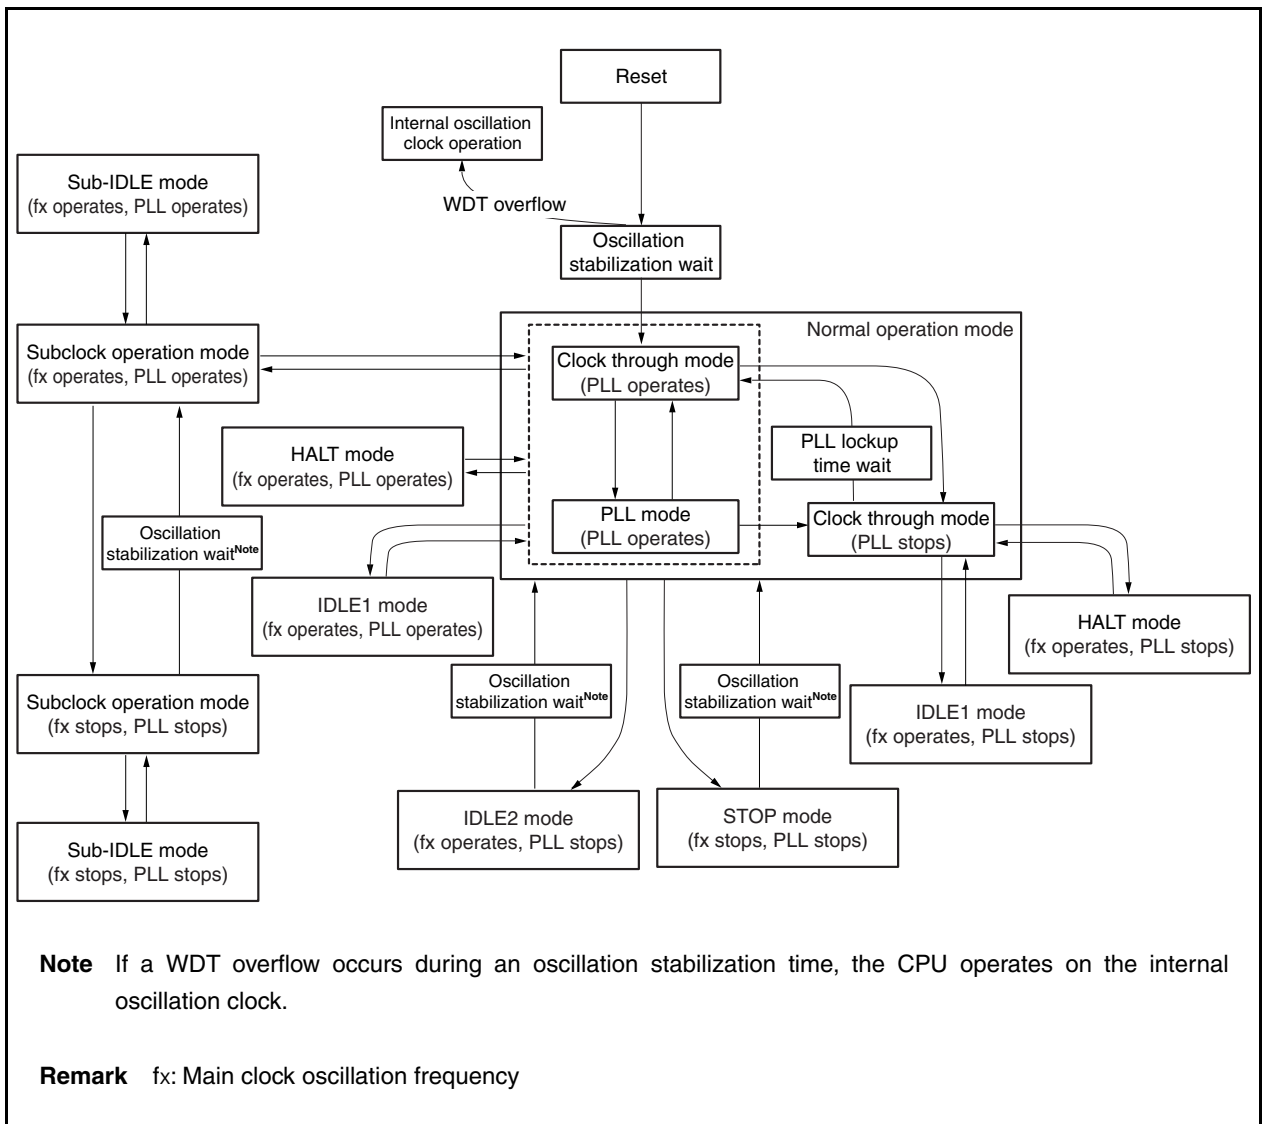 Reset
Internal oscillation
clock operation
WDT overflow
Sub-IDLE mode
(fx operates, PLL operates)
Oscillation
stabilization wait
Normal operation mode
Subclock operation mode
(fx operates, PLL operates)
Clock through mode
(PLL operates)
HALT mode
(fx operates, PLL operates)
PLL lockup
time wait
PLL mode
(PLL operates)
Clock through mode
(PLL stops)
Oscillation
stabilization waitNote
IDLE1 mode
(fx operates, PLL operates)
HALT mode
(fx operates, PLL stops)
Subclock operation mode
(fx stops, PLL stops)
Oscillation
stabilization waitNote
Oscillation
stabilization waitNote
IDLE1 mode
(fx operates, PLL stops)
IDLE2 mode
(fx operates, PLL stops)
STOP mode
(fx stops, PLL stops)
Sub-IDLE mode
(fx stops, PLL stops)
Note If a WDT overflow occurs during an oscillation stabilization time, the CPU operates on the internal
oscillation clock.
Remark fx: Main clock oscillation frequency